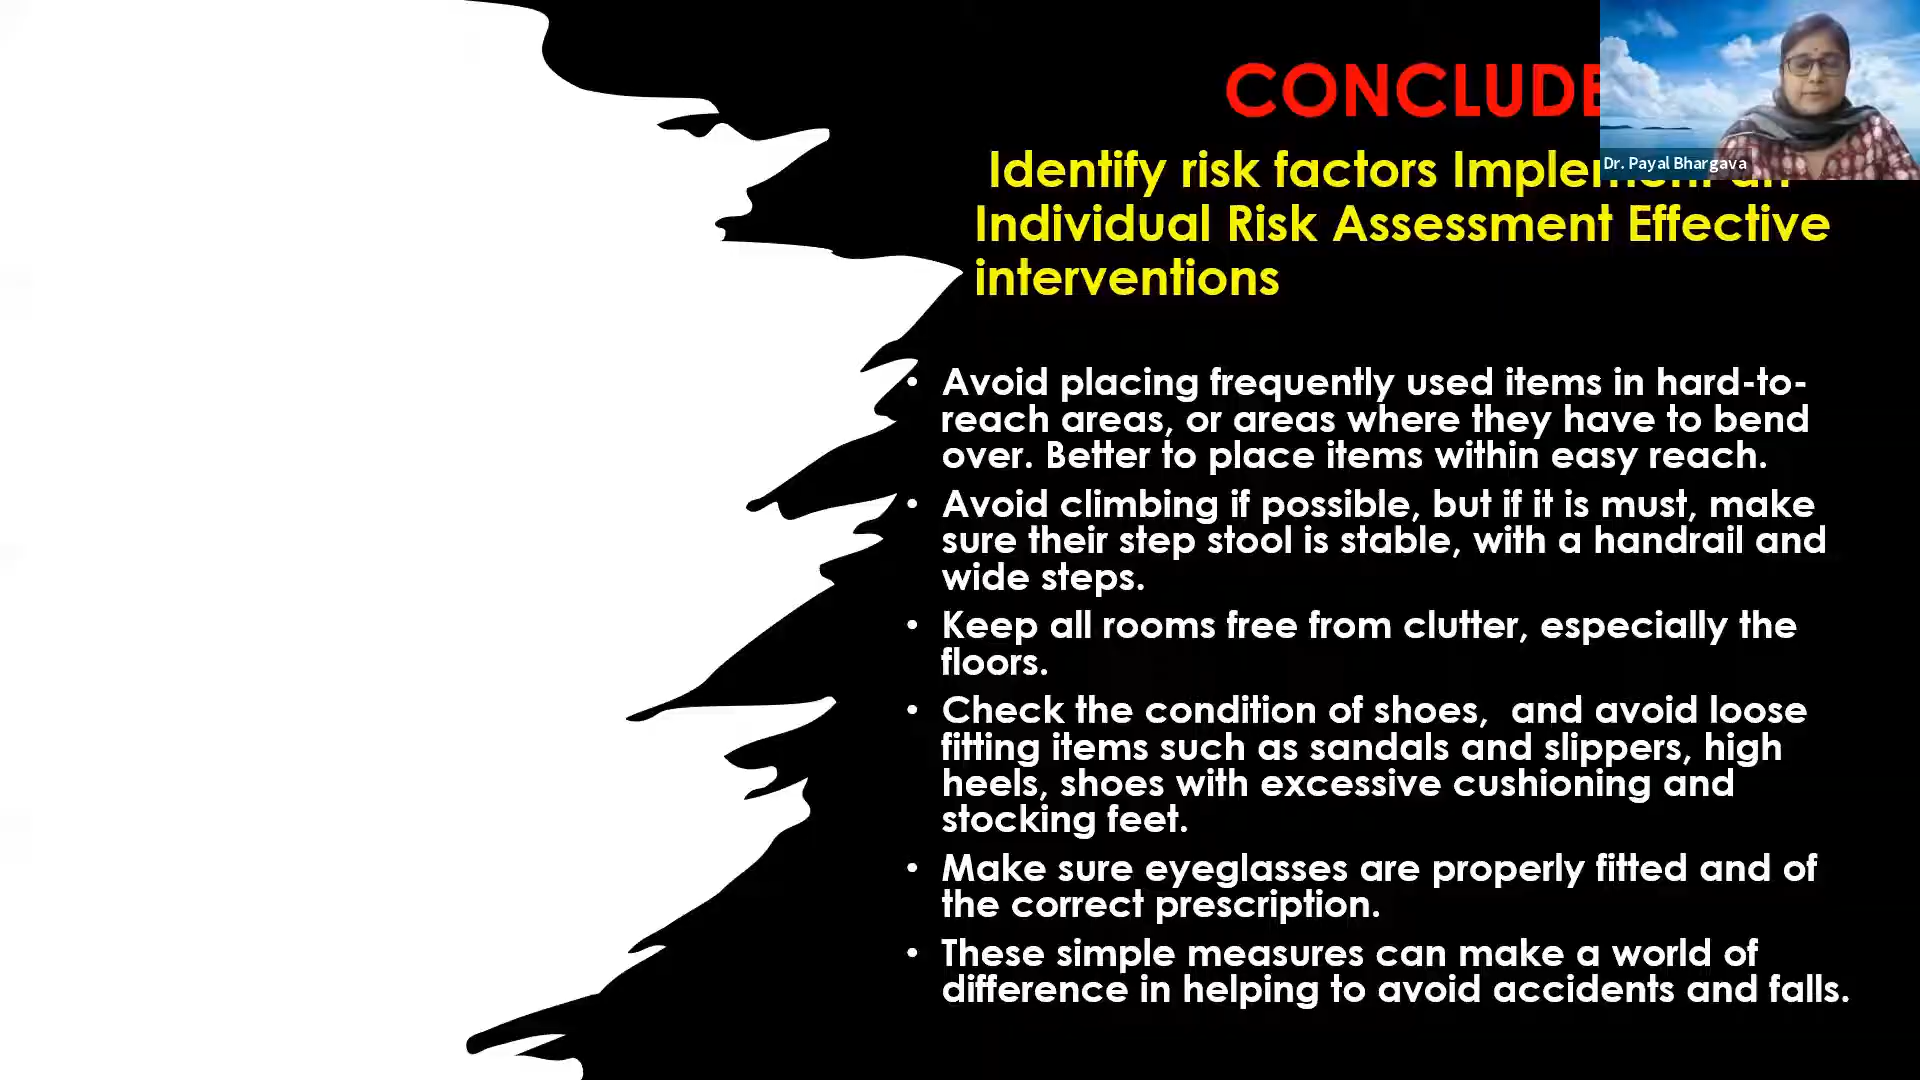 CONCLUDE
Dr. Payal Bhargava
Identify risk factors Implement an
Individual Risk Assessment Effective
interventions
• Avoid placing frequently used items in hard-to-
reach areas, or areas where they have to bend
over. Better to place items within easy reach.
• Avoid climbing if possible, but if it is must, make
sure their step stool is stable, with a handrail and
wide steps.
• Keep all rooms free from clutter, especially the
floors.
• Check the condition of shoes,  and avoid loose
fitting items such as sandals and slippers, high
heels, shoes with excessive cushioning and
stocking feet.
• Make sure eyeglasses are properly fitted and of
the correct prescription.
• These simple measures can make a world of
difference in helping to avoid accidents and falls.